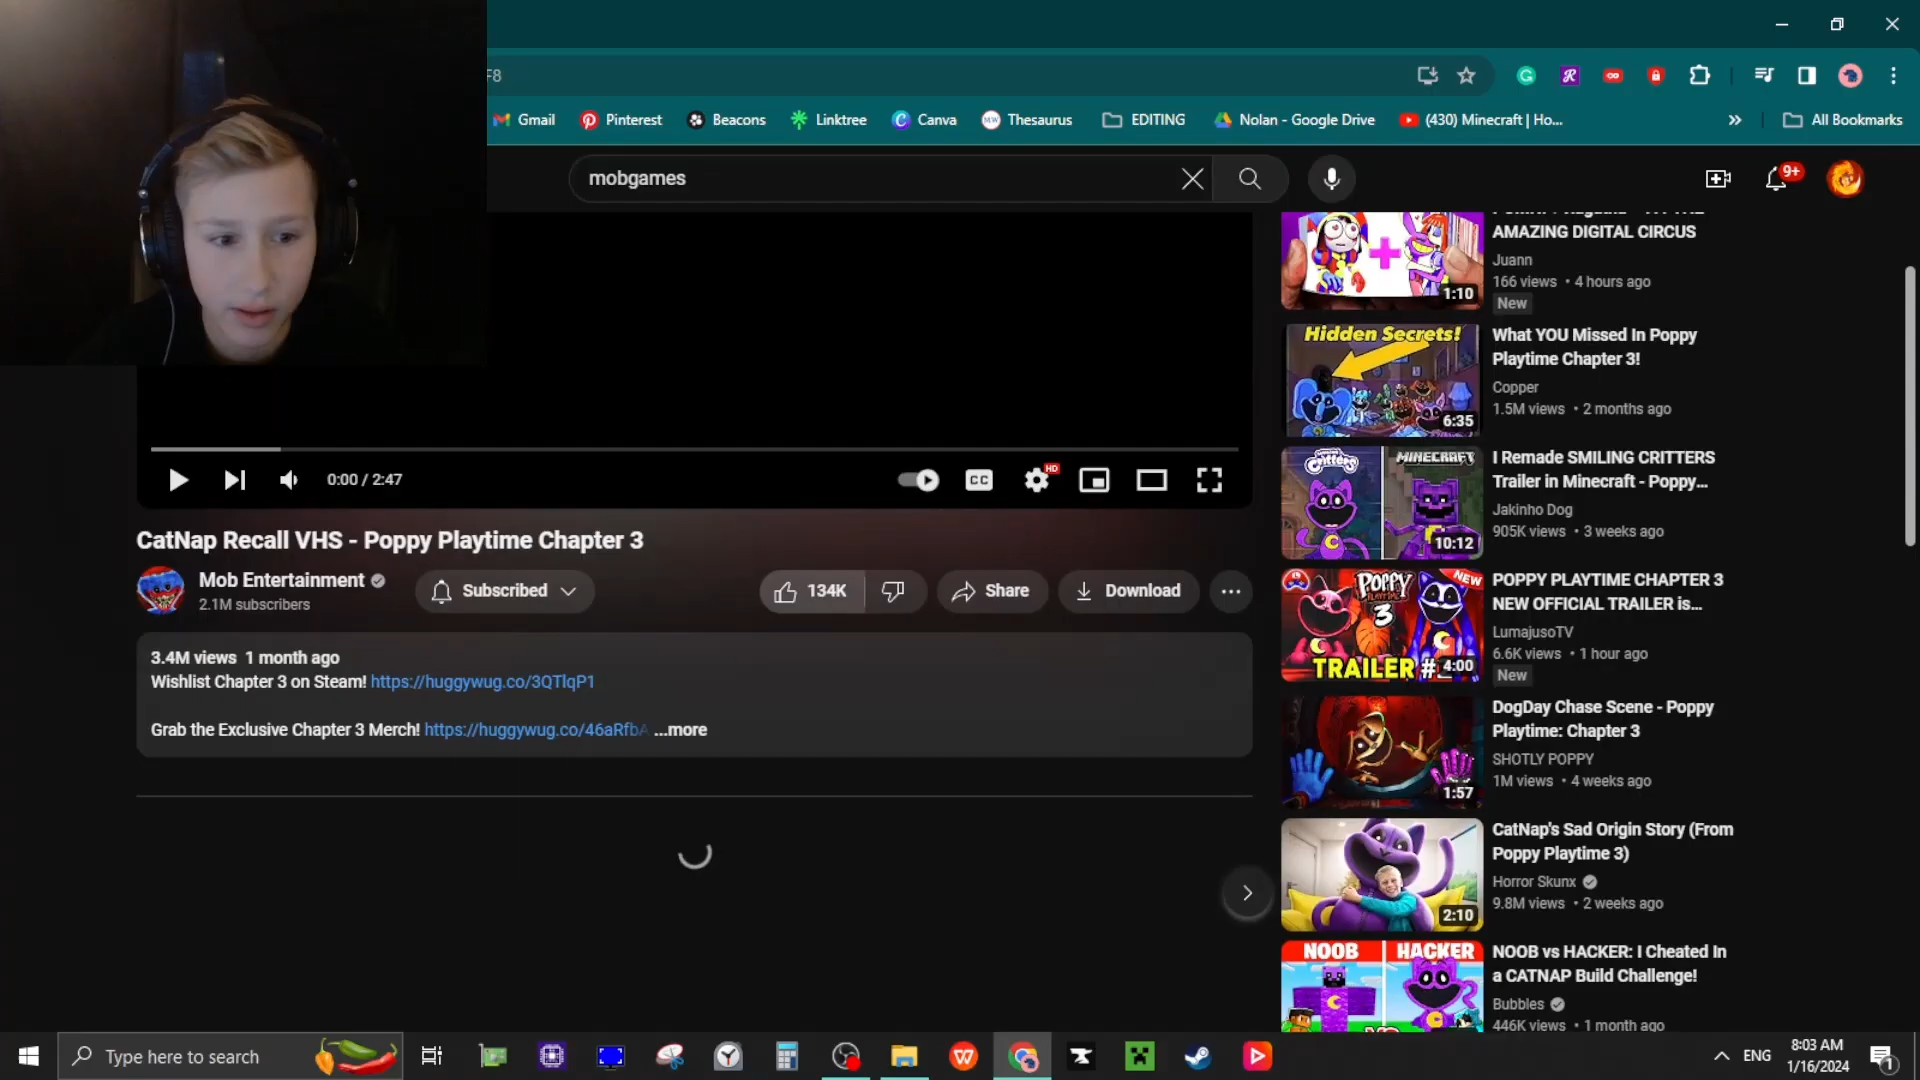 F8
Gmail
Pinterest
Beacons
Linktree
Canva
Thesaurus
EDITING
Nolan - Google Drive
(430) Minecraft | Ho...
All Bookmarks
mobgames
9+
0:00 / 2:47
CC
HD
CatNap Recall VHS - Poppy Playtime Chapter 3
Mob Entertainment
2.1M subscribers
Subscribed
134K
Share
Download
3.4M views 1 month ago
Wishlist Chapter 3 on Steam! https://huggywug.co/3QTlqP1
Grab the Exclusive Chapter 3 Merch! https://huggywug.co/46aRfbA ...more
AMAZING DIGITAL CIRCUS
Juann
166 views • 4 hours ago
New
1:10
Hidden Secrets!
6:35
What YOU Missed In Poppy
Playtime Chapter 3!
Copper
1.5M views • 2 months ago
Critters
MINECRAFT
10:12
I Remade SMILING CRITTERS
Trailer in Minecraft - Poppy...
Jakinho Dog
905K views • 3 weeks ago
POPPY
PLAYTIME
3
NEW
TRAILER #
4:00
POPPY PLAYTIME CHAPTER 3
NEW OFFICIAL TRAILER is...
LumajusoTV
6.6K views • 1 hour ago
New
1:57
DogDay Chase Scene - Poppy
Playtime: Chapter 3
SHOTLY POPPY
1M views • 4 weeks ago
2:10
CatNap's Sad Origin Story (From
Poppy Playtime 3)
Horror Skunx
9.8M views • 2 weeks ago
NOOB
HACKER
NOOB vs HACKER: I Cheated In
a CATNAP Build Challenge!
Bubbles
446K views • 1 month ago
Type here to search
ENG
8:03 AM
1/16/2024
1